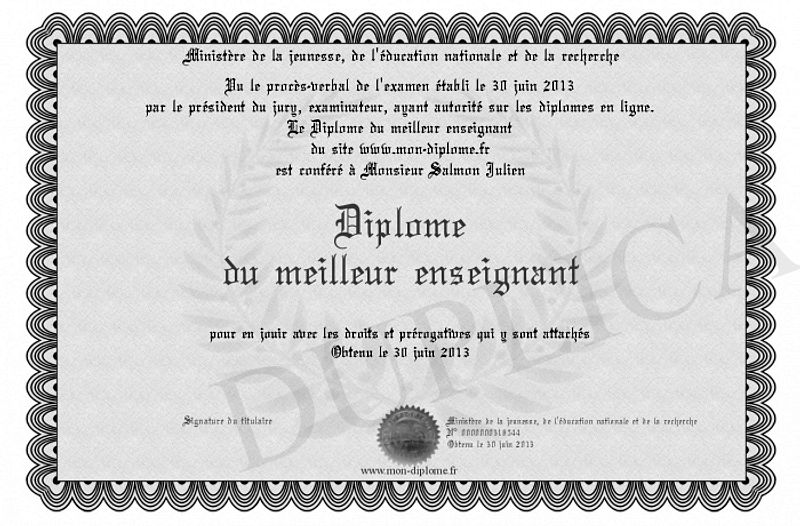 Ministère de la jeunesse, de l'éducation nationale et de la recherche
Vu le procès-verbal de l'examen établi le 30 juin 2013
par le président du jury, examinateur, ayant autorité sur les diplomes en ligne.
Le Diplome du meilleur enseignant
du site www.mon-diplome.fr
est conféré à Monsieur Salmon Julien
Diplome
du meilleur enseignant
pour en jouir avec les droits et prérogatives qui y sont attachés
Obtenu le 30 juin 2013
DUPLICA
Signature du titulaire
Ministère de la jeunesse, de l'éducation nationale et de la recherche
N° 0000000318344
Obtenu le 30 juin 2013
www.mon-diplome.fr